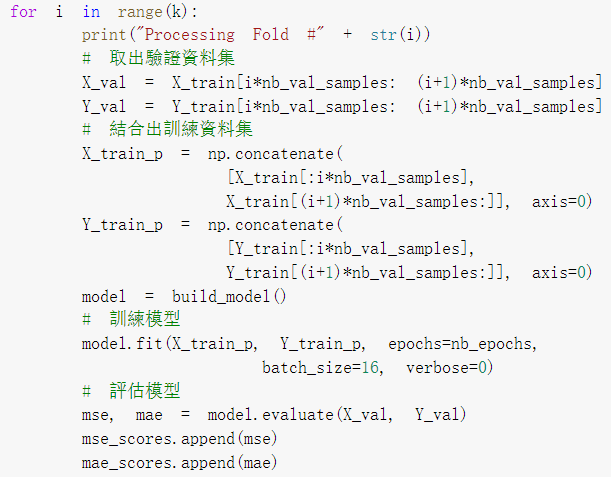 for i in range(k):
        print("Processing Fold #" + str(i))
        # 取出驗證資料集
        X_val = X_train[i*nb_val_samples: (i+1)*nb_val_samples]
        Y_val = Y_train[i*nb_val_samples: (i+1)*nb_val_samples]
        # 結合出訓練資料集
        X_train_p = np.concatenate(
                        [X_train[:i*nb_val_samples],
                        X_train[(i+1)*nb_val_samples:]], axis=0)
        Y_train_p = np.concatenate(
                        [Y_train[:i*nb_val_samples],
                        Y_train[(i+1)*nb_val_samples:]], axis=0)
        model = build_model()
        # 訓練模型
        model.fit(X_train_p, Y_train_p, epochs=nb_epochs,
                            batch_size=16, verbose=0)
        # 評估模型
        mse, mae = model.evaluate(X_val, Y_val)
        mse_scores.append(mse)
        mae_scores.append(mae)